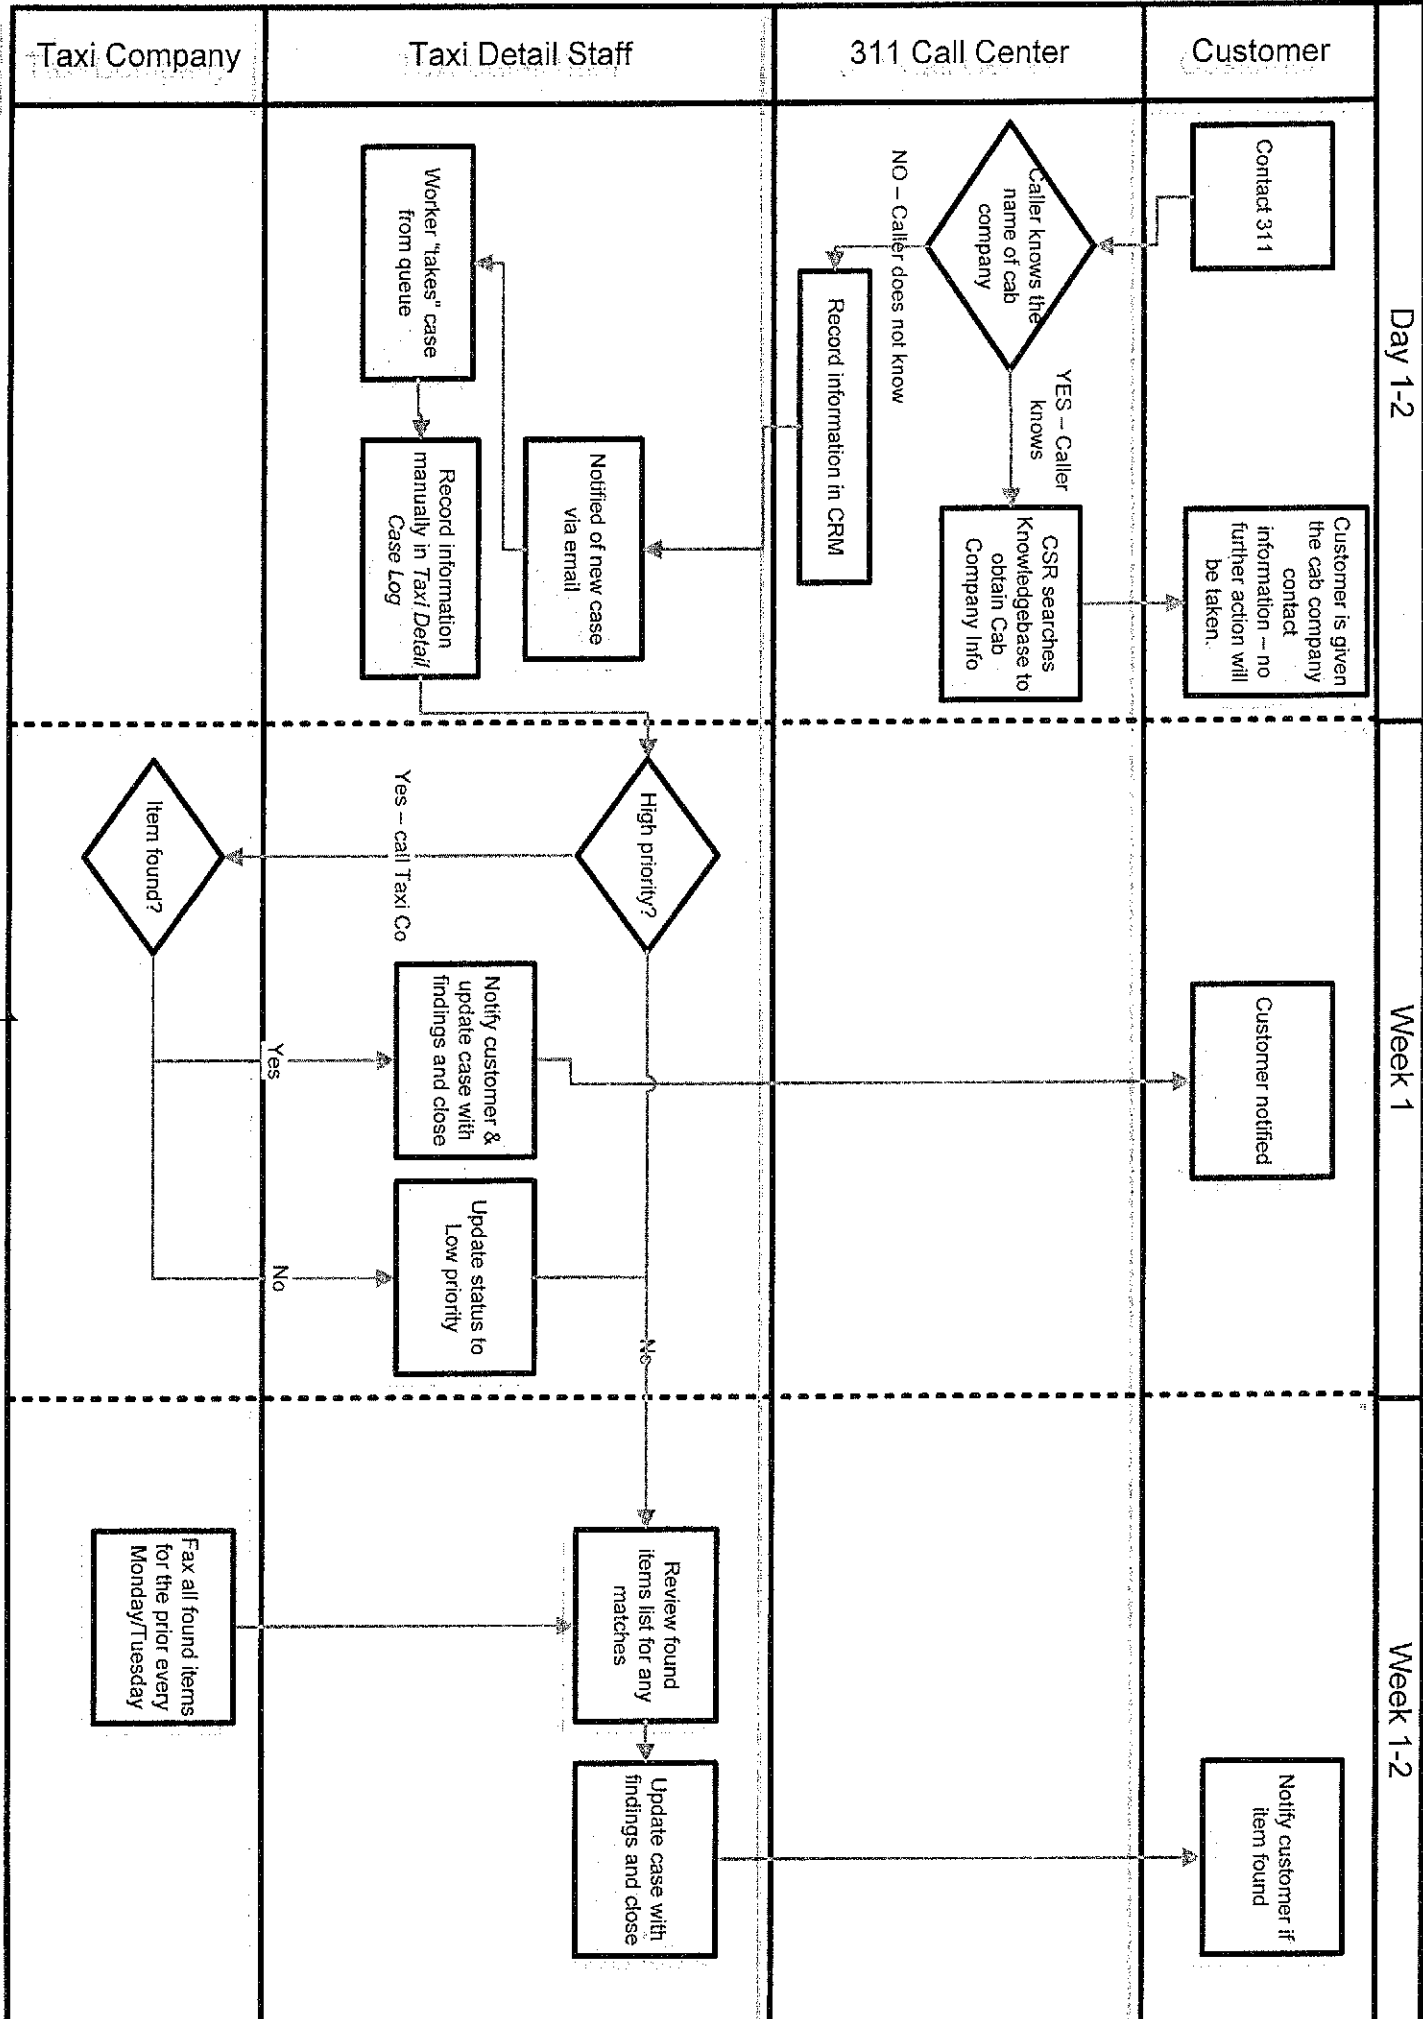 Taxi Company
Taxi Detail Staff
311 Call Center
Customer
Day 1-2
Week 1
Week 1-2
Contact 311
Customer is given
the cab company
contact
information – no
further action will
be taken.
Customer notified
Notify customer if
item found
Caller knows the
name of cab
company
YES – Caller
knows
CSR searches
Knowledgebase to
obtain Cab
Company Info
NO – Caller does not know
Record information in CRM
Notified of new case
via email
Worker "takes" case
from queue
Record information
manually in Taxi Detail
Case Log
High priority?
Yes – call Taxi Co
No
Notify customer &
update case with
findings and close
Update status to
Low priority
Review found
items list for any
matches
Update case with
findings and close
Item found?
Yes
No
Fax all found items
for the prior every
Monday/Tuesday